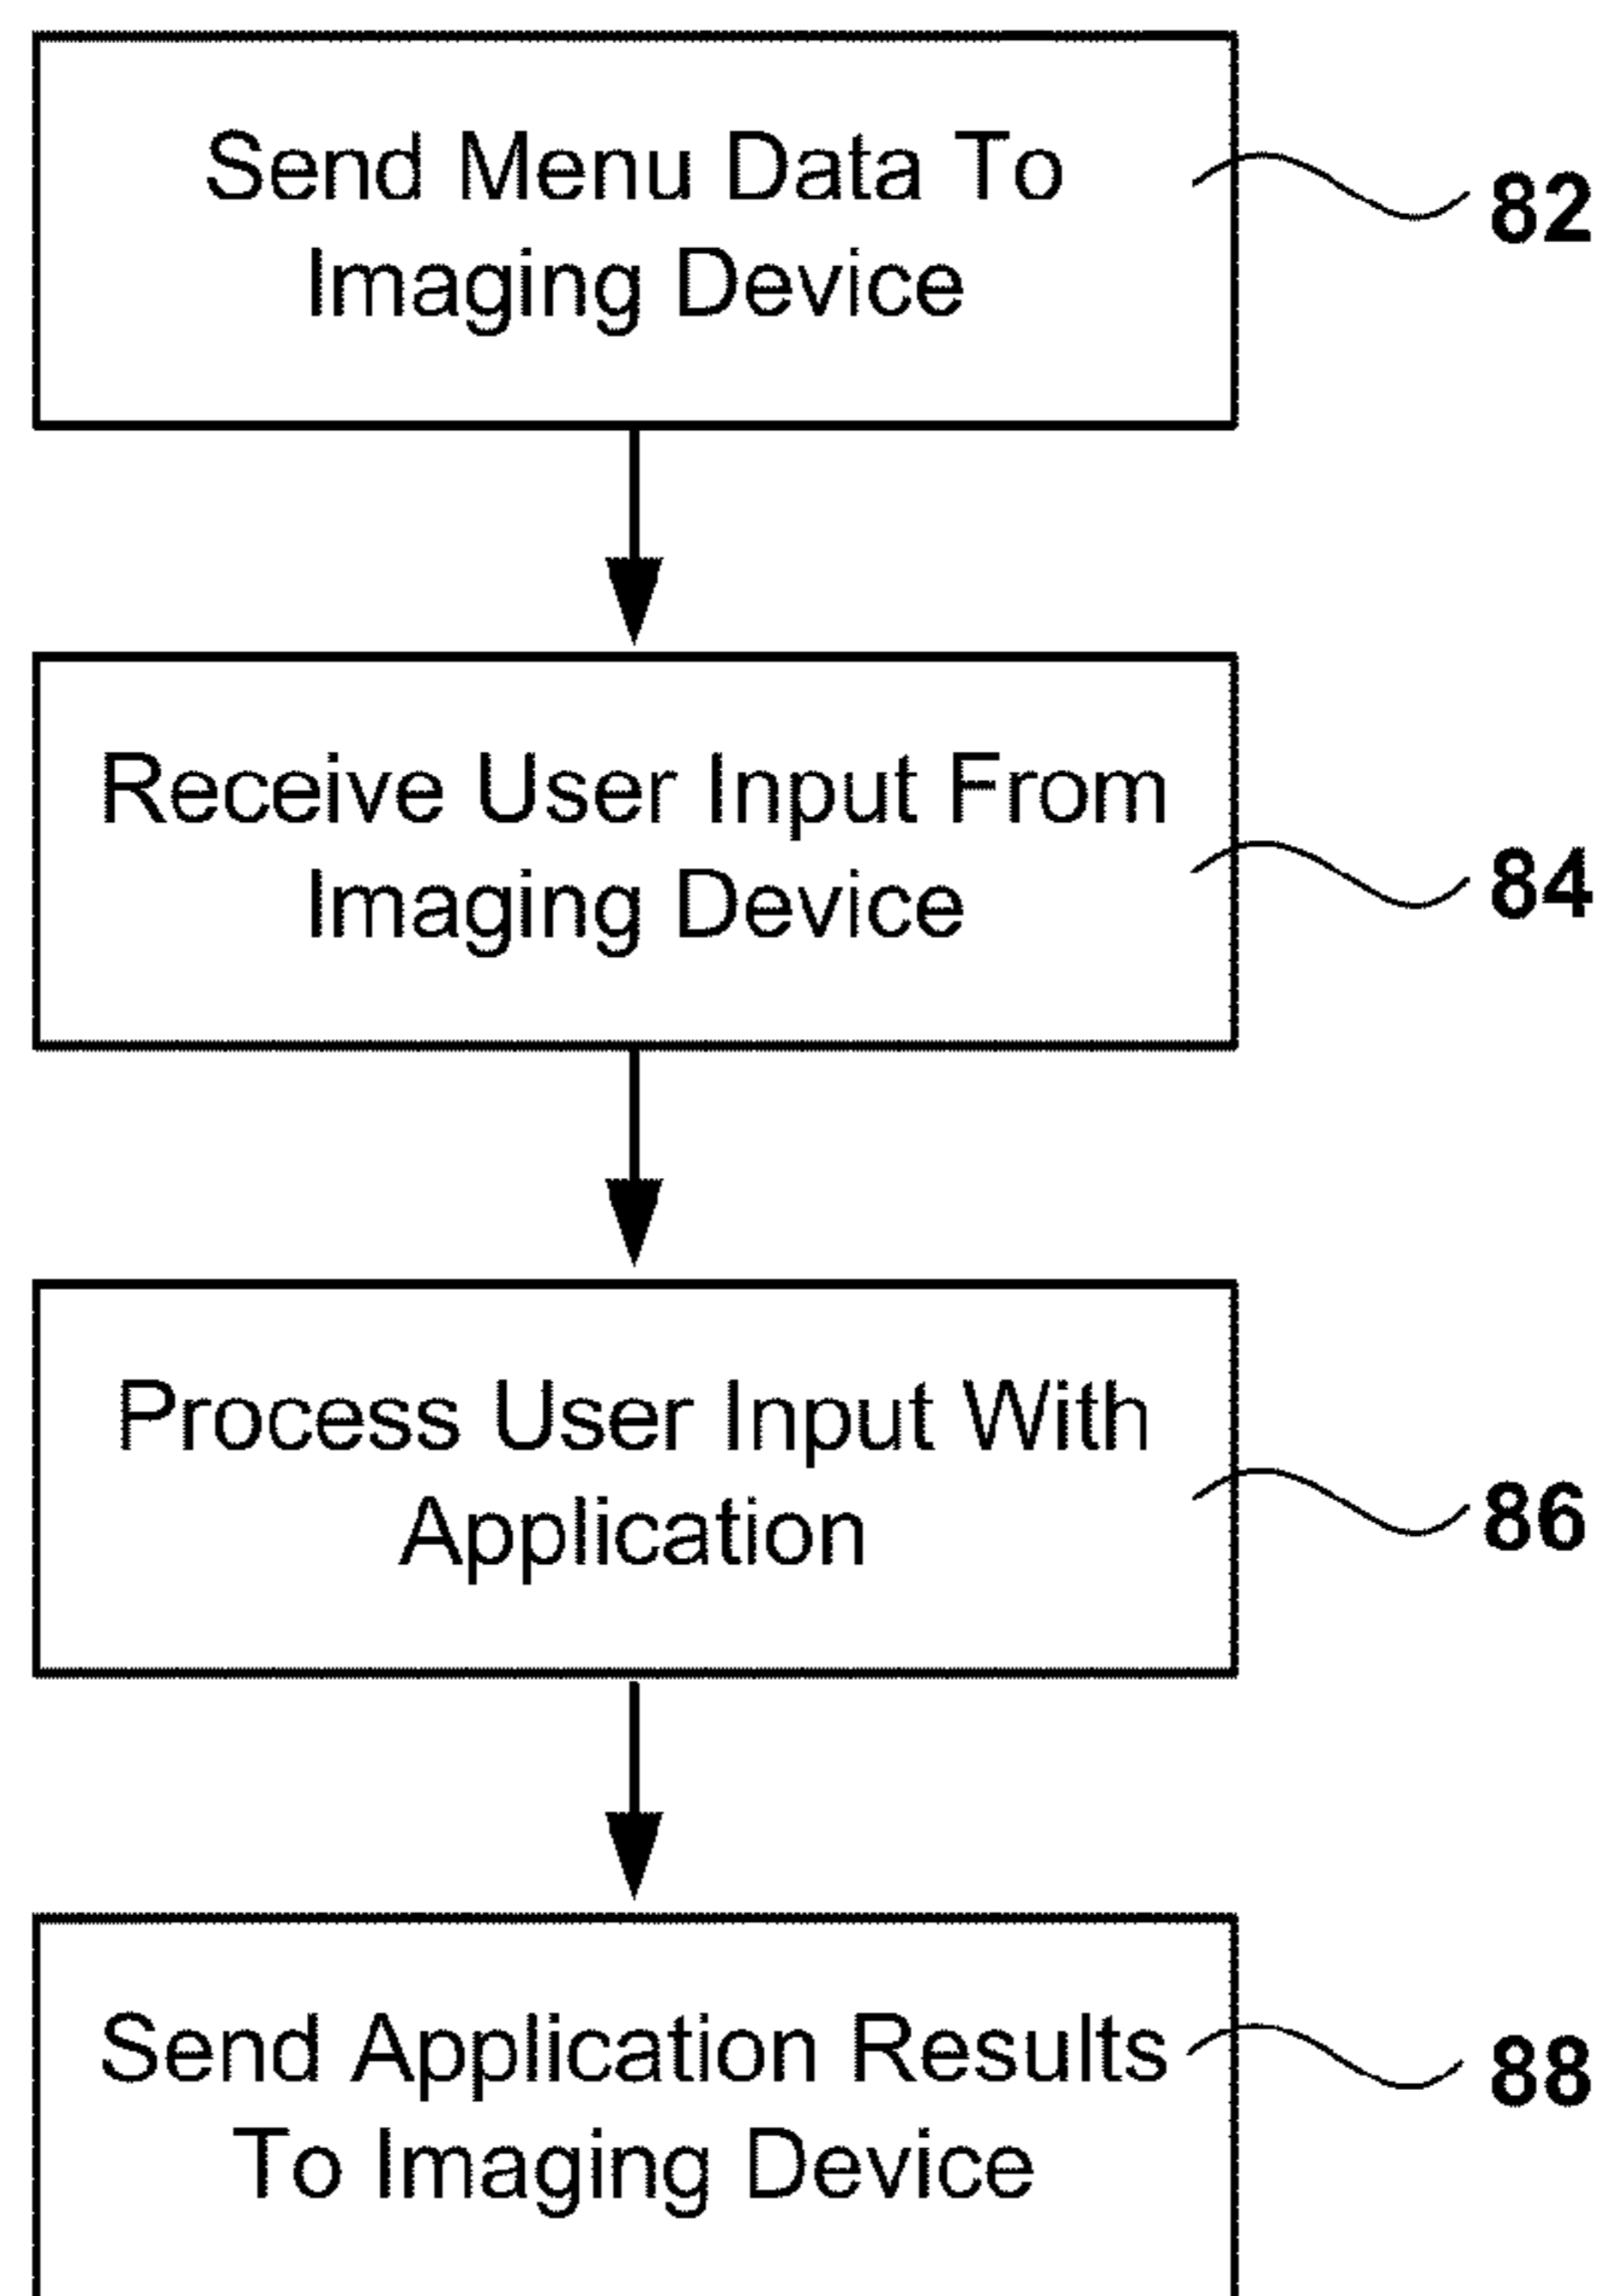 Send Menu Data To
Imaging Device
82
Receive User Input From
Imaging Device
84
Process User Input With
Application
86
Send Application Results
To Imaging Device
88